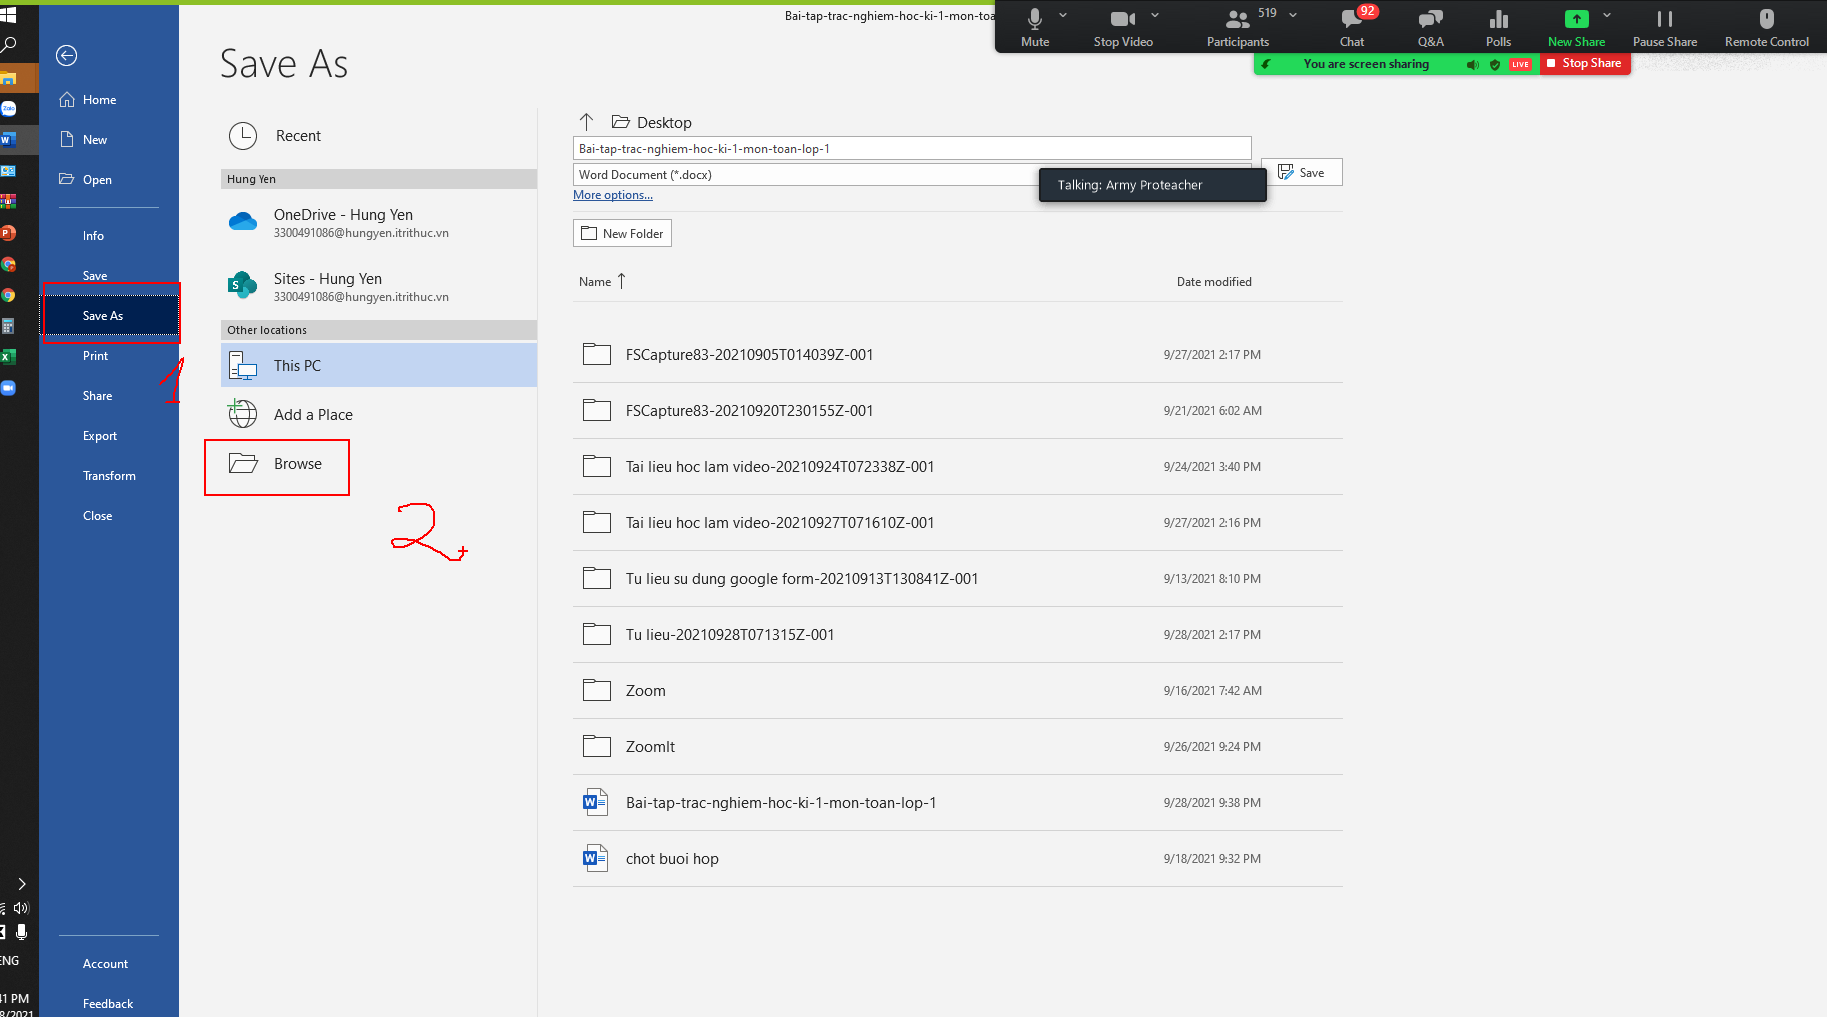 Bai-tap-trac-nghiem-hoc-ki-1-mon-toa
Mute
Stop Video
Participants
519
Chat
92
Q&A
Polls
New Share
Pause Share
Remote Control
You are screen sharing
LIVE
Stop Share
Talking: Army Proteacher
Home
New
Open
Info
Save
Save As
Print
Share
Export
Transform
Close
Account
Feedback
Save As
Recent
Hung Yen
OneDrive - Hung Yen
3300491086@hungyen.itrithuc.vn
Sites - Hung Yen
3300491086@hungyen.itrithuc.vn
Other locations
This PC
Add a Place
Browse
1
2
Desktop
Bai-tap-trac-nghiem-hoc-ki-1-mon-toan-lop-1
Word Document (*.docx)
Save
More options...
New Folder
Name
Date modified
FSCapture83-20210905T014039Z-001 9/27/2021 2:17 PM
FSCapture83-20210920T230155Z-001 9/21/2021 6:02 AM
Tai lieu hoc lam video-20210924T072338Z-001 9/24/2021 3:40 PM
Tai lieu hoc lam video-20210927T071610Z-001 9/27/2021 2:16 PM
Tu lieu su dung google form-20210913T130841Z-001 9/13/2021 8:10 PM
Tu lieu-20210928T071315Z-001 9/28/2021 2:17 PM
Zoom 9/16/2021 7:42 AM
ZoomIt 9/26/2021 9:24 PM
Bai-tap-trac-nghiem-hoc-ki-1-mon-toan-lop-1 9/28/2021 9:38 PM
chot buoi hop 9/18/2021 9:32 PM
ENG
41 PM
8/2021